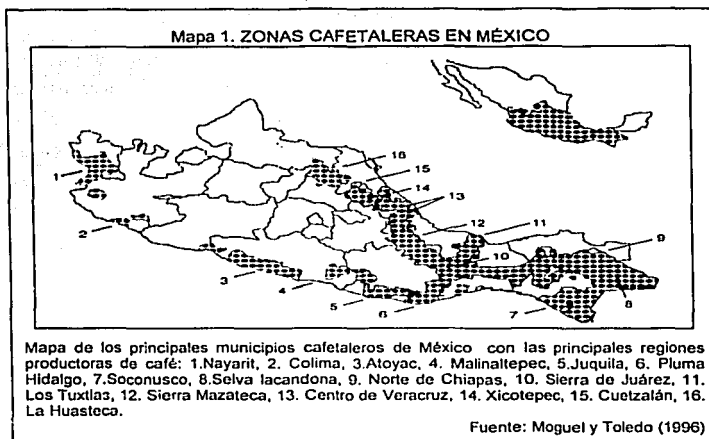 Mapa 1. ZONAS CAFETALERAS EN MÉXICO
16
15
14
13
1
12
11
9
2
10
3
4
5
6
7
8
Mapa de los principales municipios cafetaleros de México con las principales regiones
productoras de café: 1.Nayarit, 2. Colima, 3.Atoyac, 4. Malinaltepec, 5.Juquila, 6. Pluma
Hidalgo, 7.Soconusco, 8.Selva lacandona, 9. Norte de Chiapas, 10. Sierra de Juárez, 11.
Los Tuxtlas, 12. Sierra Mazateca, 13. Centro de Veracruz, 14. Xicotepec, 15. Cuetzalán, 16.
La Huasteca.
Fuente: Moguel y Toledo (1996)